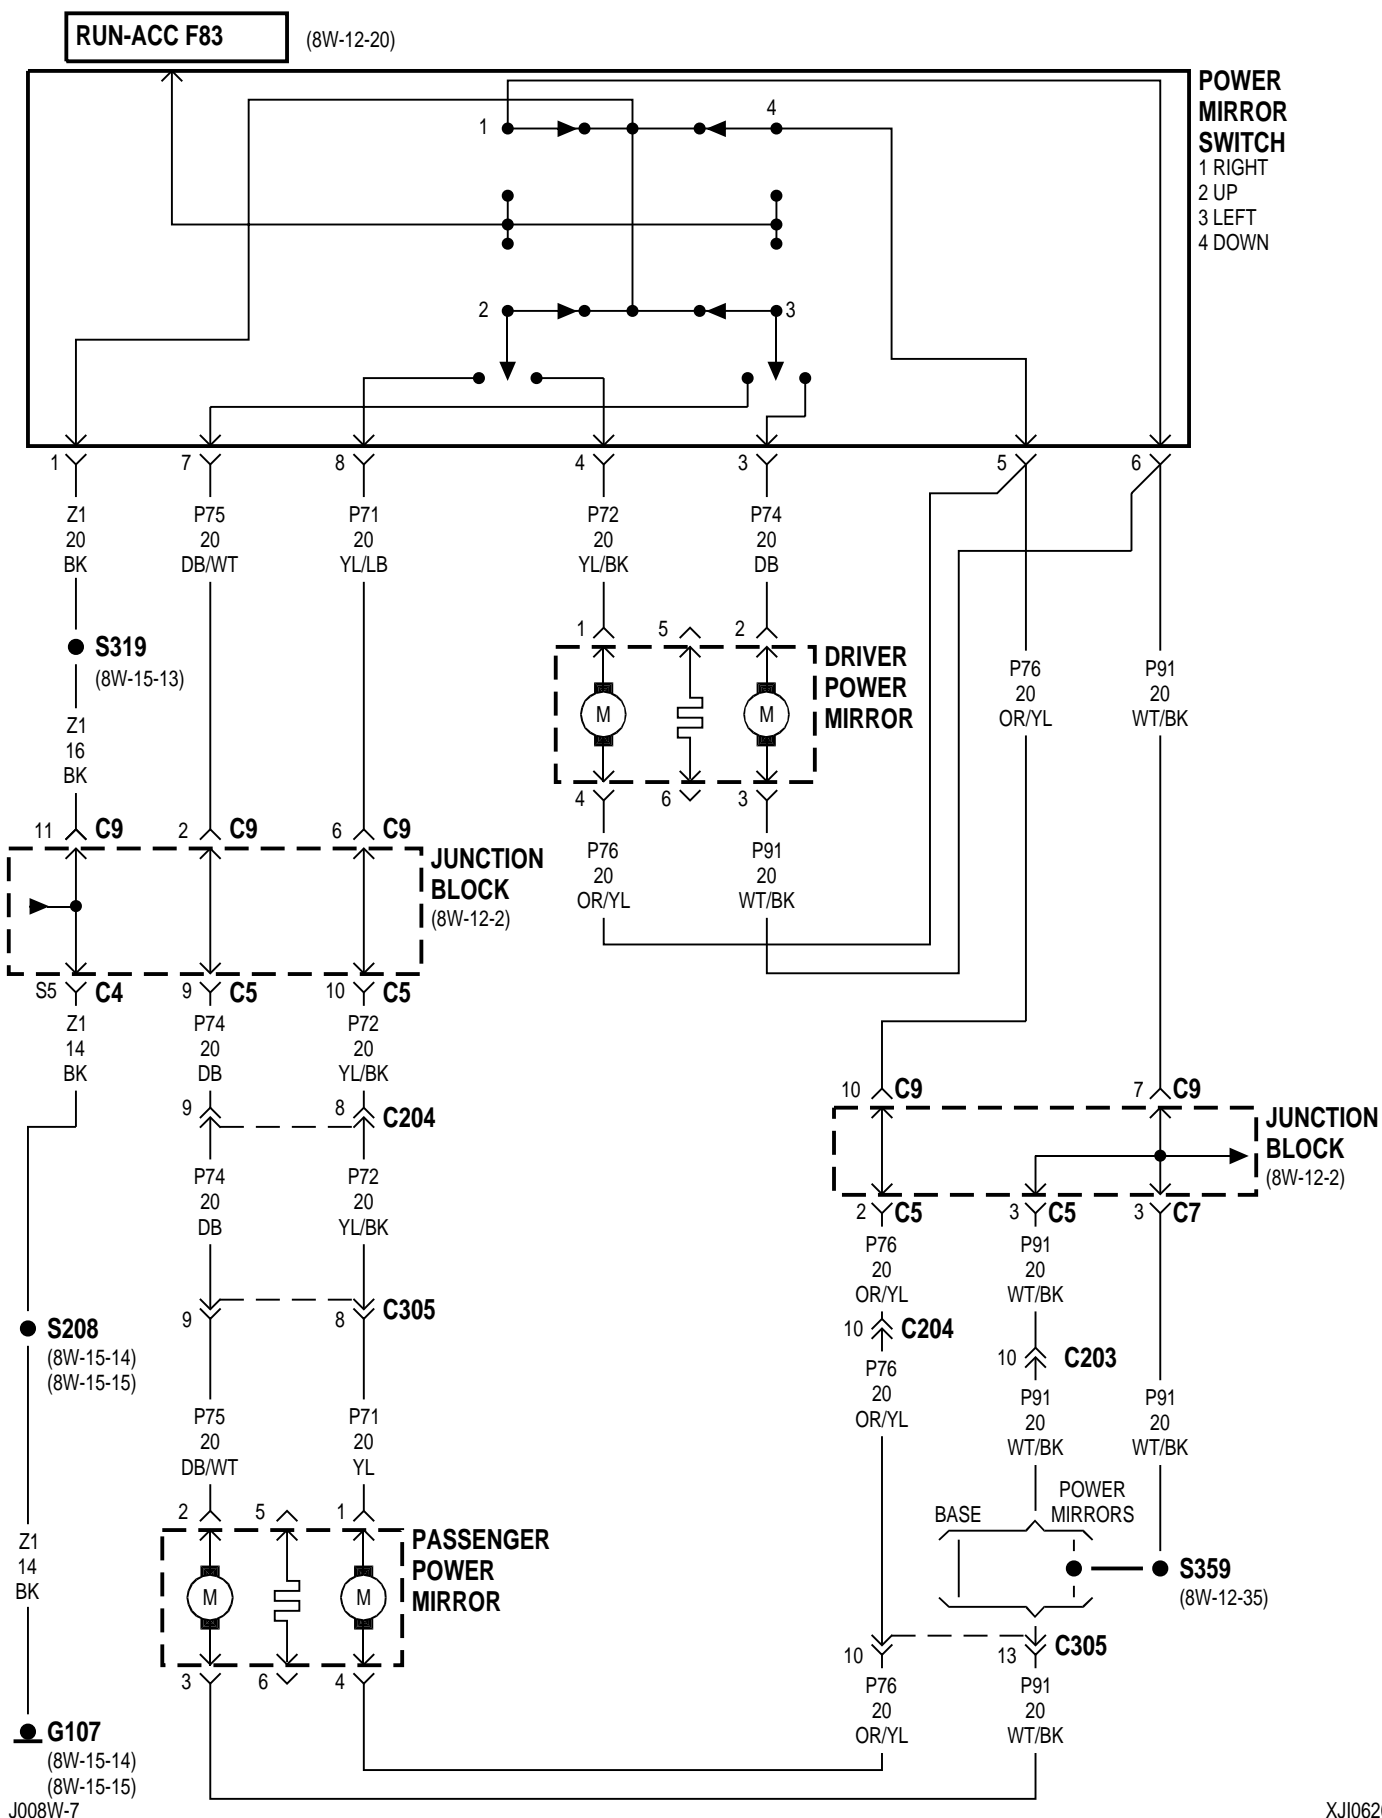 RUN-ACC F83 (8W-12-20)
POWER
MIRROR
SWITCH
1 RIGHT
2 UP
3 LEFT
4 DOWN
1 4
2 3
1 7 8 4 3 5 6
Z1 P75 P71 P72 P74
20 20 20 20 20
BK DB/WT YL/LB YL/BK DB
S319
(8W-15-13)
1 5 2
DRIVER
POWER
MIRROR
M M
4 6 3
P76 P91
20 20
OR/YL WT/BK
Z1
16
BK
11 C9 2 C9 6 C9
JUNCTION
BLOCK
(8W-12-2)
P76 P91
20 20
OR/YL WT/BK
S5 C4 9 C5 10 C5
Z1 P74 P72
14 20 20
BK DB YL/BK
9 8 C204
P74 P72
20 20
DB YL/BK
10 C9 7 C9
JUNCTION
BLOCK
(8W-12-2)
2 C5 3 C5 3 C7
P76 P91
20 20
OR/YL WT/BK
9 8 C305
S208
(8W-15-14)
(8W-15-15)
10 C204
10 C203
P76
20
OR/YL
P91 P91
20 20
WT/BK WT/BK
P75 P71
20 20
DB/WT YL
BASE
POWER
MIRRORS
2 5 1
PASSENGER
POWER
MIRROR
M M
3 6 4
Z1
14
BK
S359
(8W-12-35)
10 13 C305
P76 P91
20 20
OR/YL WT/BK
G107
(8W-15-14)
(8W-15-15)
J008W-7 XJI062